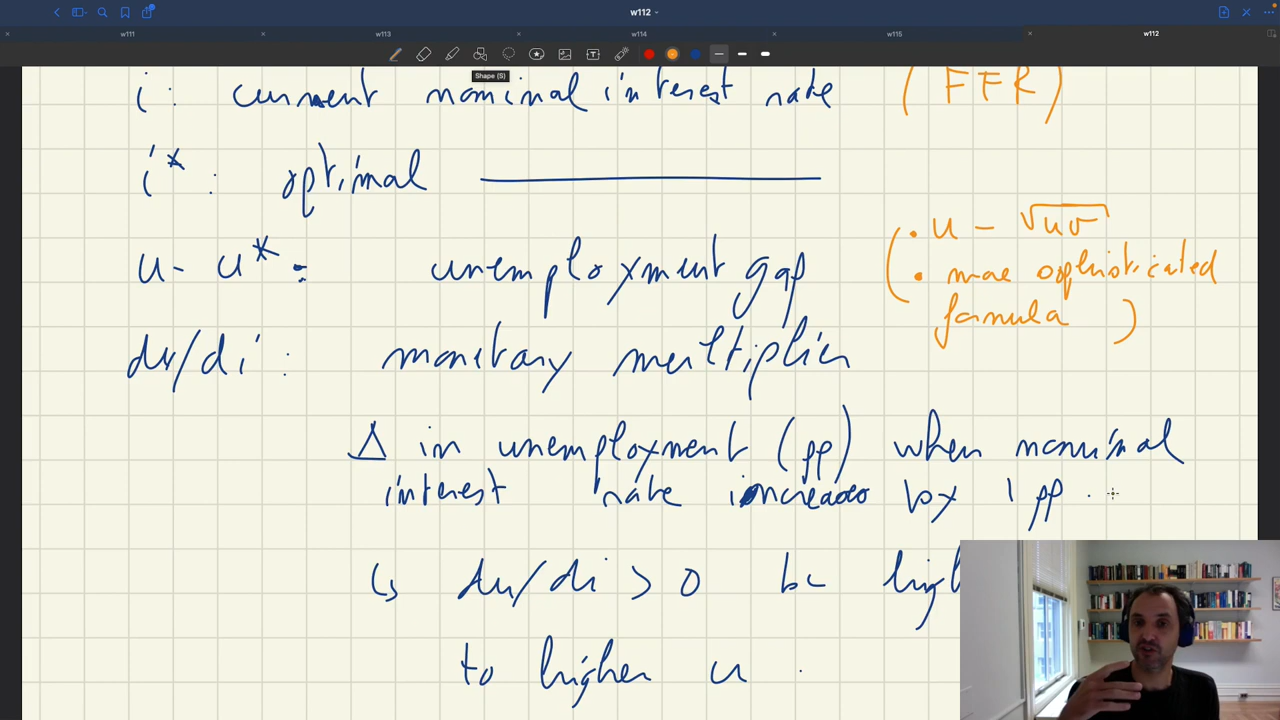 w112
w111
w113
w114
w115
w112
Shape (S)
i : current nominal interest rate (FFR)
i* : optimal
u - u* : unemployment gap (• u - √uv
• more sophisticated
formula )
du/di : monetary multiplier
Δ in unemployment (pp) when nominal
interest rate increases by 1 pp .
↳ du/di > 0 bc high
to higher u .